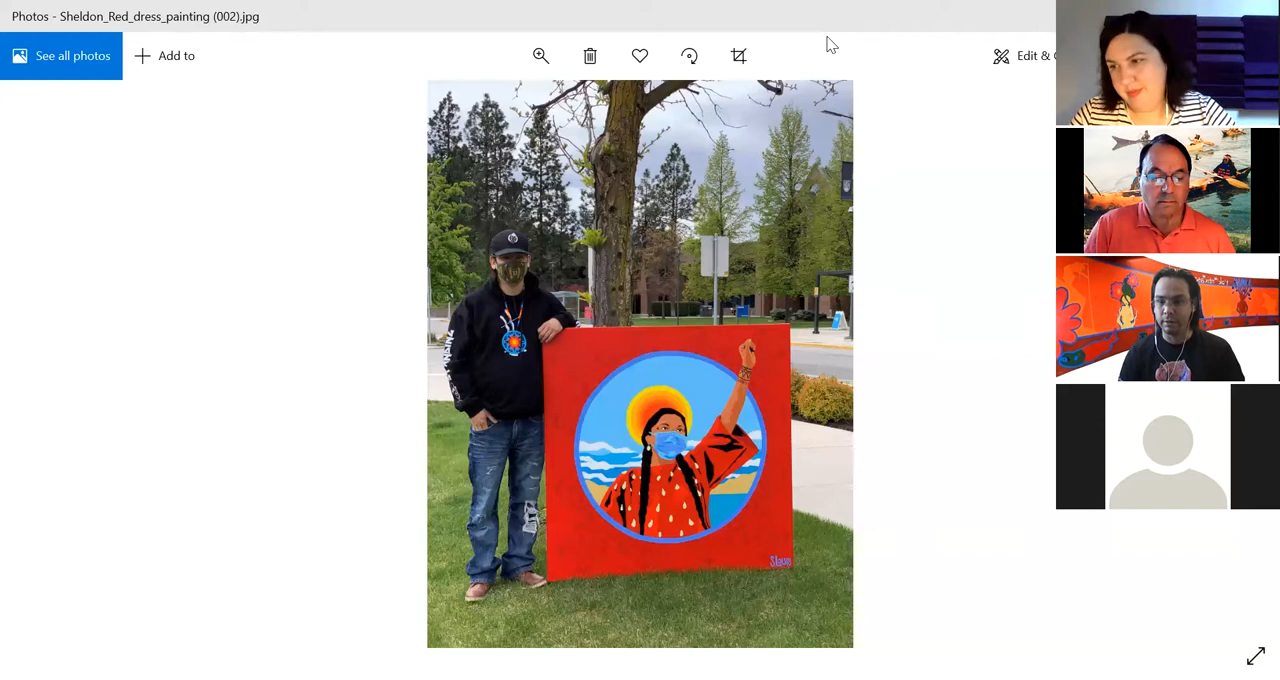 Photos - Sheldon_Red_dress_painting (002).jpg
See all photos
Add to
Edit &